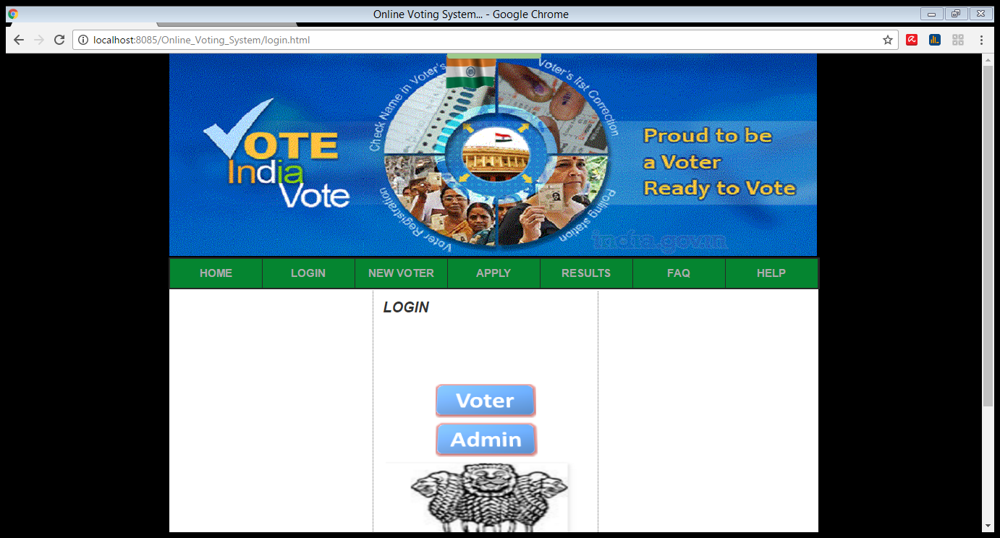 Online Voting System... - Google Chrome
localhost:8085/Online_Voting_System/login.html
Check Name in Voter's
Voter's list Correction
VOTE
India
Vote
Proud to be
a Voter
Ready to Vote
Voter Registration
Polling station
india.gov.in
HOME LOGIN NEW VOTER APPLY RESULTS FAQ HELP
LOGIN
Voter
Admin